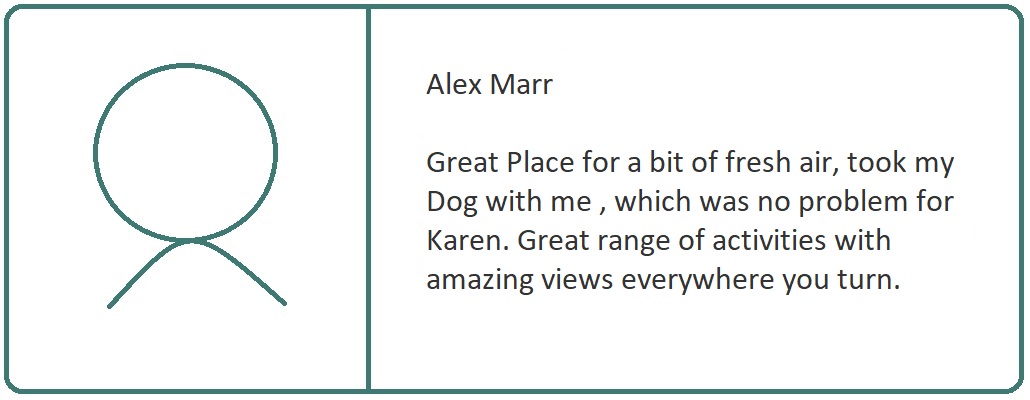 Alex Marr
Great Place for a bit of fresh air, took my
Dog with me , which was no problem for
Karen. Great range of activities with
amazing views everywhere you turn.